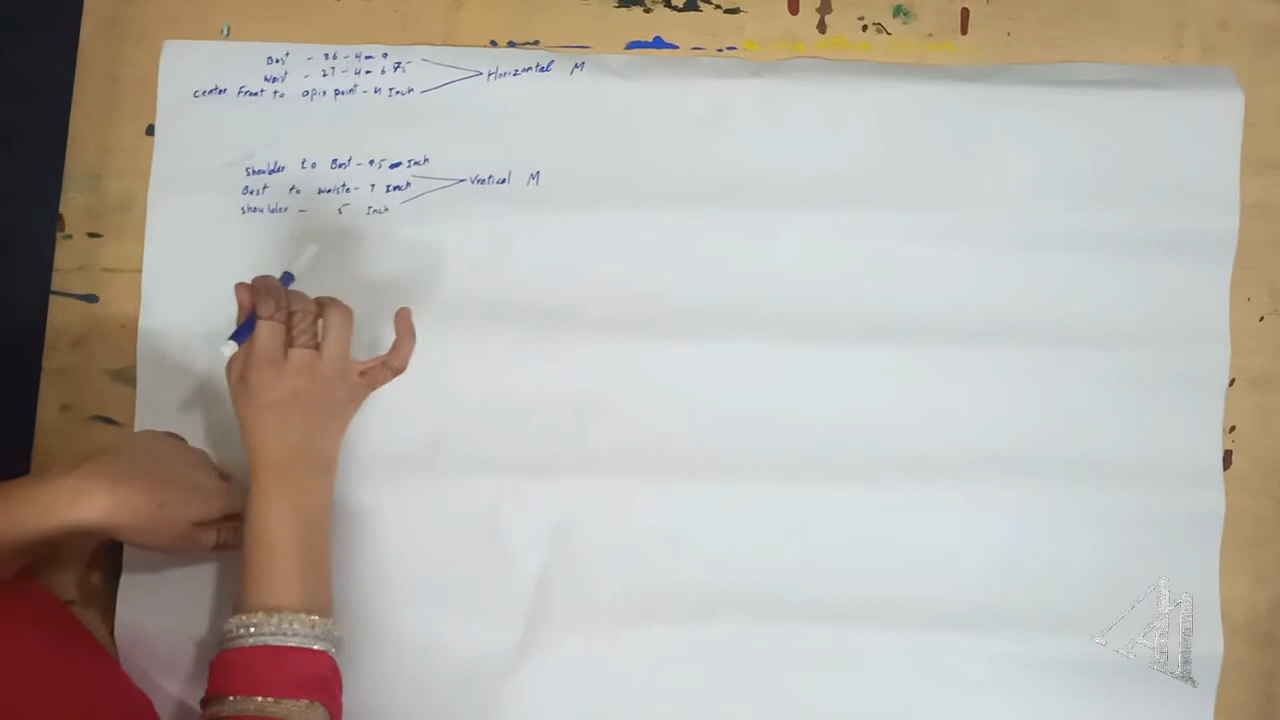 Bust - 36 - 4 = 9
Waist - 27 - 4 = 6.75
Center Front to apix point - 4 Inch
Horizontal M
Shoulder to Bust - 9.5 Inch
Bust to waiste - 7 Inch
Shoulder - 5 Inch
Vretical M